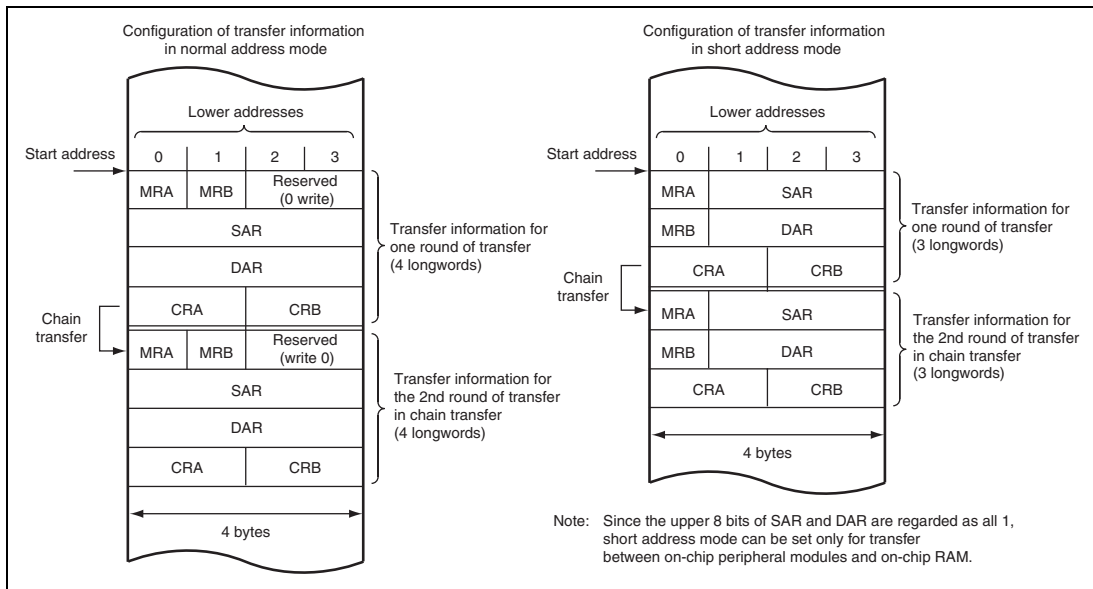 Configuration of transfer information
in normal address mode
Lower addresses
Start address
0 1 2 3
MRA MRB Reserved
(0 write)
SAR
DAR
CRA CRB
Transfer information for
one round of transfer
(4 longwords)
Chain
transfer
MRA MRB Reserved
(write 0)
SAR
DAR
CRA CRB
Transfer information for
the 2nd round of transfer
in chain transfer
(4 longwords)
4 bytes
Configuration of transfer information
in short address mode
Lower addresses
Start address
0 1 2 3
MRA SAR
MRB DAR
CRA CRB
Transfer information for
one round of transfer
(3 longwords)
Chain
transfer
MRA SAR
MRB DAR
CRA CRB
Transfer information for
the 2nd round of transfer
in chain transfer
(3 longwords)
4 bytes
Note: Since the upper 8 bits of SAR and DAR are regarded as all 1,
short address mode can be set only for transfer
between on-chip peripheral modules and on-chip RAM.